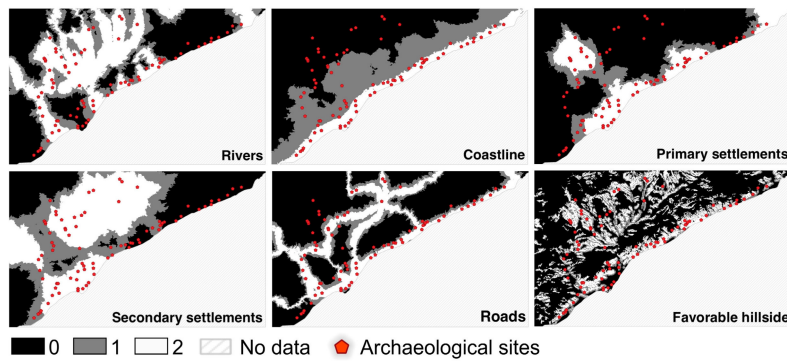 Rivers
Coastline
Primary settlements
Secondary settlements
Roads
Favorable hillside
0 1 2 No data Archaeological sites